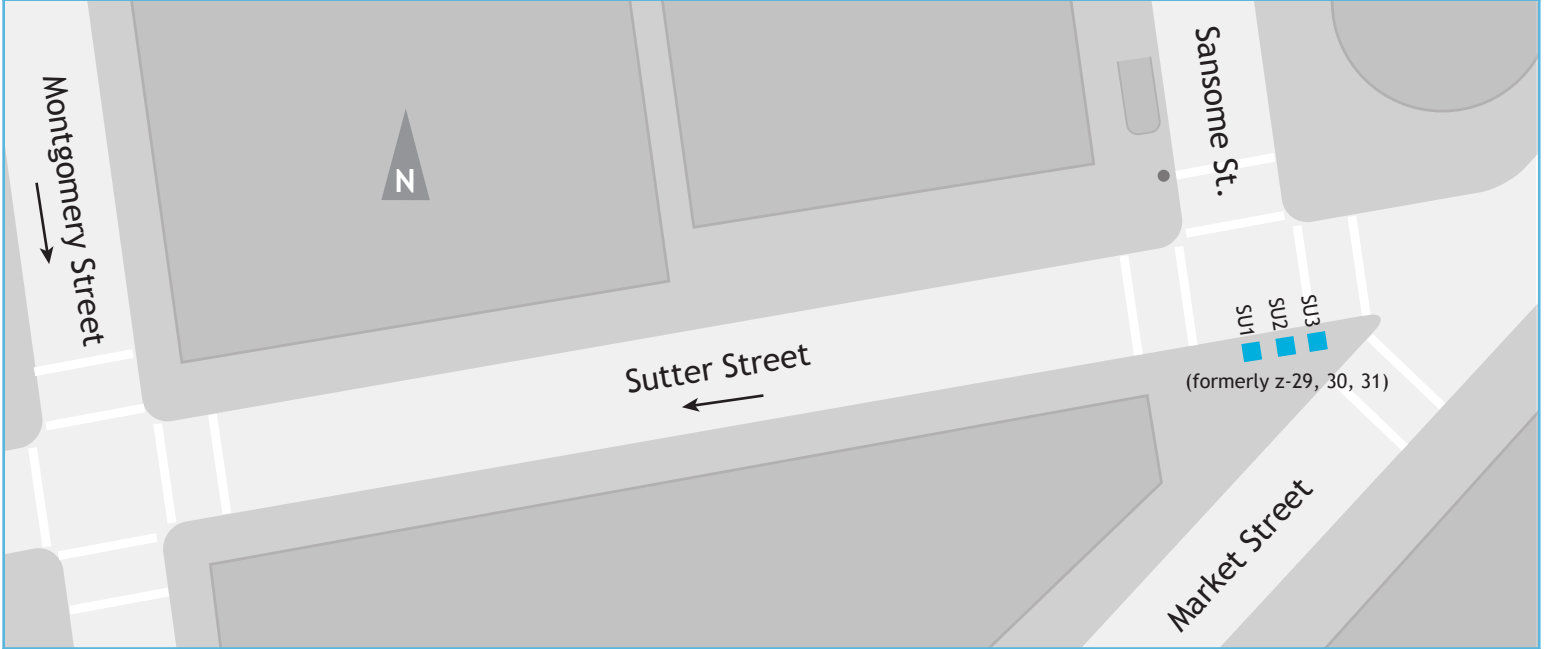 Montgomery Street
N
Sansome St.
Sutter Street
SU1
SU2
SU3
(formerly z-29, 30, 31)
Market Street